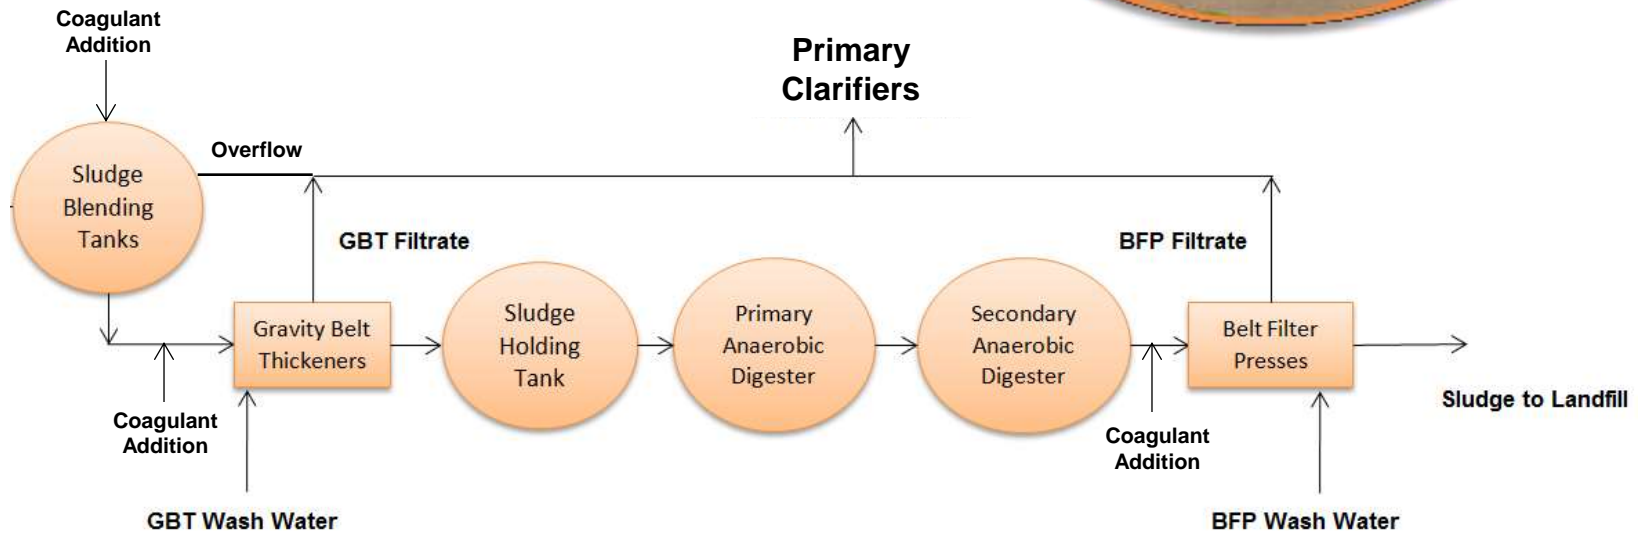 Coagulant
Addition
Primary
Clarifiers
Overflow
Sludge
Blending
Tanks
GBT Filtrate
BFP Filtrate
Gravity Belt
Thickeners
Sludge
Holding
Tank
Primary
Anaerobic
Digester
Secondary
Anaerobic
Digester
Belt Filter
Presses
Sludge to Landfill
Coagulant
Addition
Coagulant
Addition
GBT Wash Water
BFP Wash Water